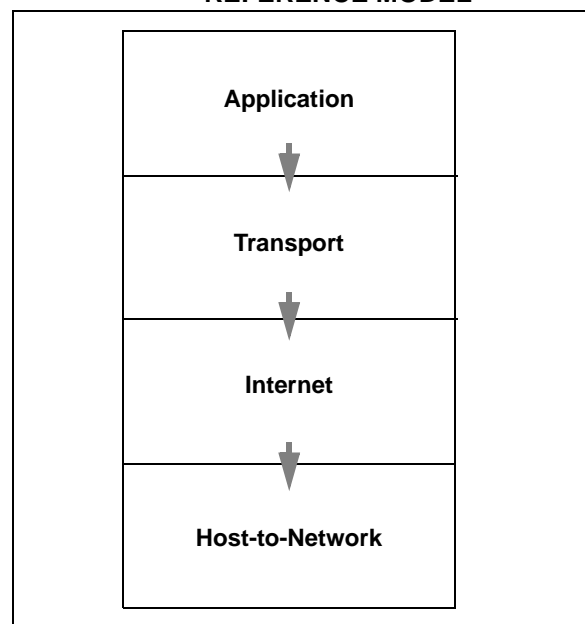 REFERENCE MODEL
Application
Transport
Internet
Host-to-Network